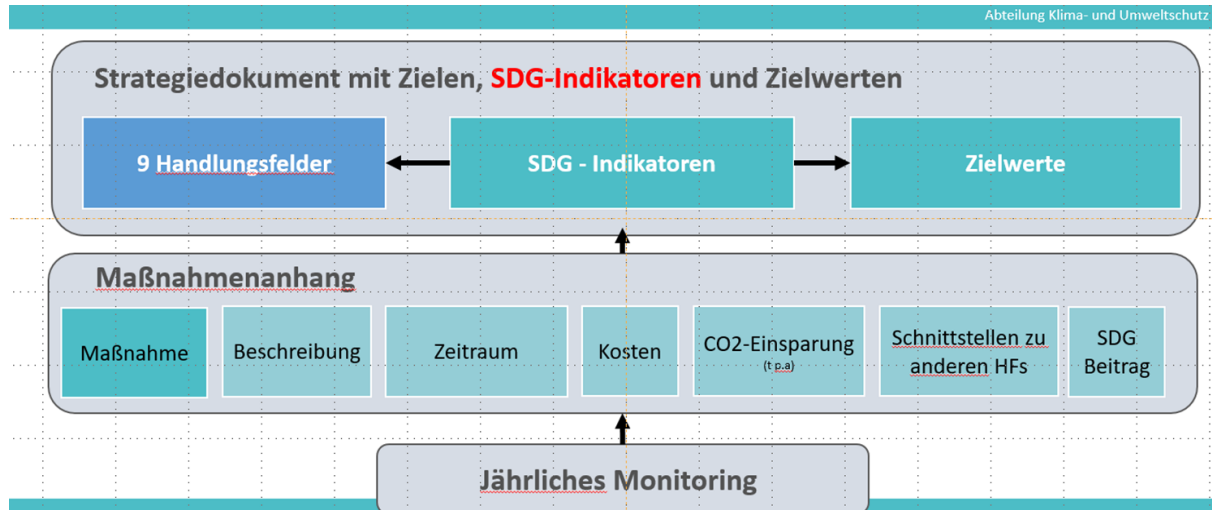 Abteilung Klima- und Umweltschutz
Strategiedokument mit Zielen, SDG-Indikatoren und Zielwerten
9 Handlungsfelder
SDG - Indikatoren
Zielwerte
Maßnahmenanhang
Maßnahme
Beschreibung
Zeitraum
Kosten
CO2-Einsparung
(t p.a)
Schnittstellen zu
anderen HFs
SDG
Beitrag
Jährliches Monitoring